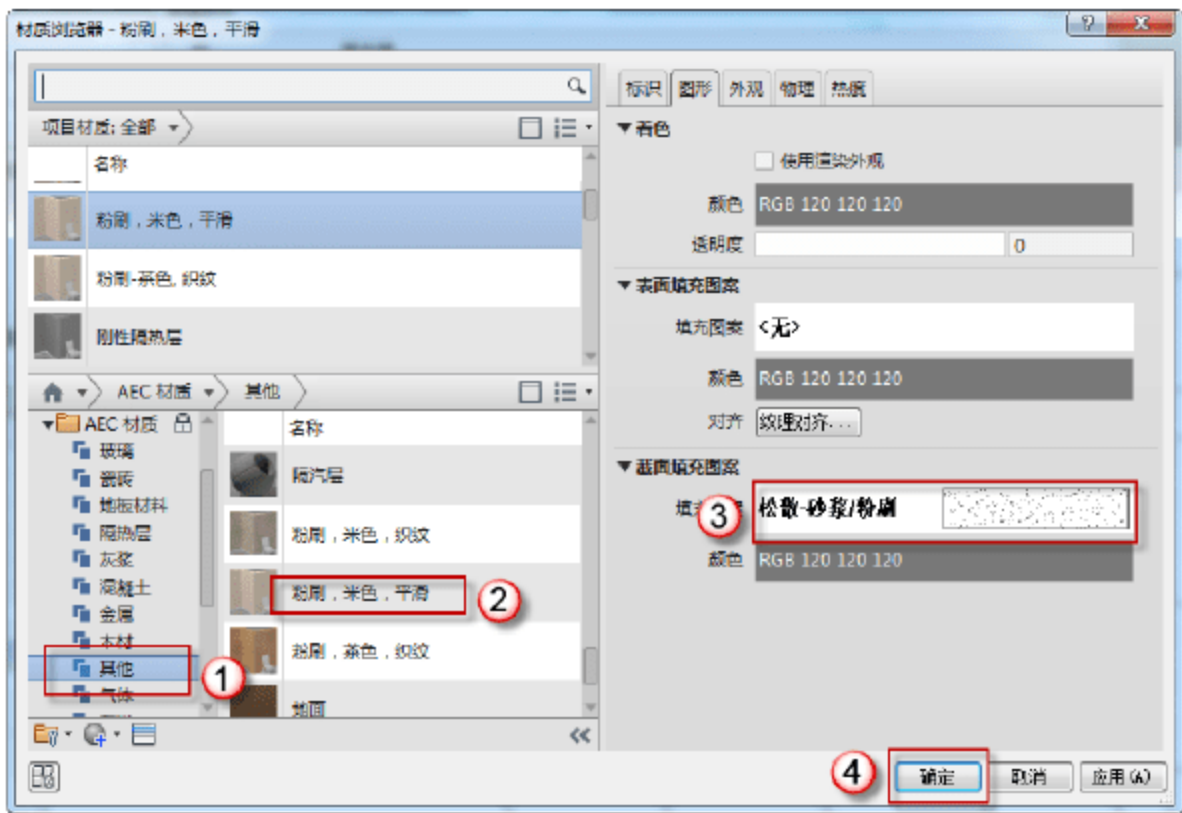 材质浏览器 - 粉刷，米色，平滑
项目材质: 全部
名称
粉刷，米色，平滑
粉刷-茶色, 织纹
刚性隔热层
AEC 材质
其他
AEC 材质
玻璃
瓷砖
地板材料
隔热层
灰浆
混凝土
金属
木材
其他
气体
名称
隔汽层
粉刷，米色，织纹
粉刷，米色，平滑
粉刷，茶色，织纹
地面
1
2
标识 图形 外观 物理 热度
▼着色
使用渲染外观
颜色 RGB 120 120 120
透明度 0
▼表面填充图案
填充图案 <无>
颜色 RGB 120 120 120
对齐 纹理对齐...
▼截面填充图案
填充 3 松散-砂浆/粉刷
颜色 RGB 120 120 120
4
确定 取消 应用(A)